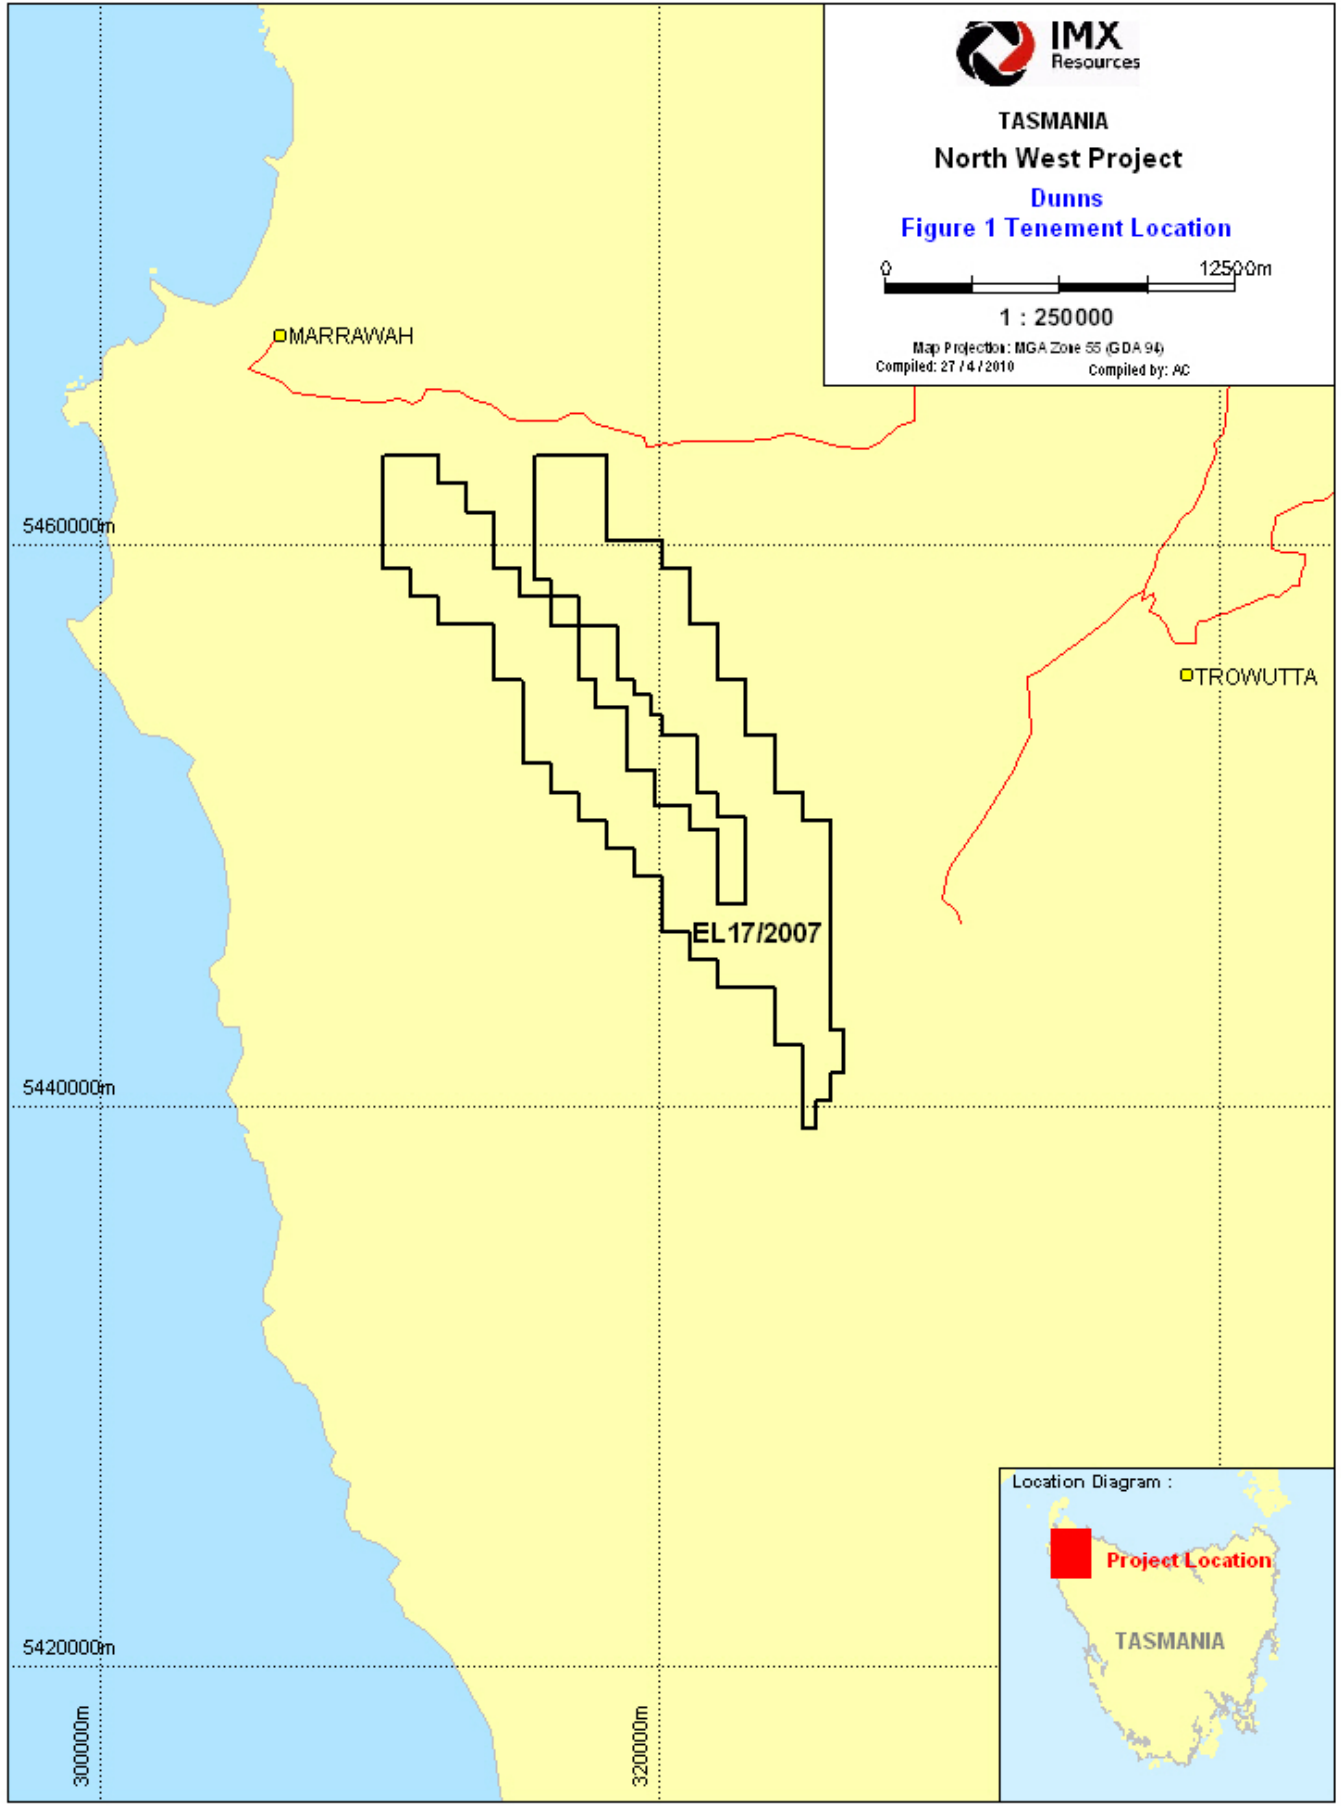 IMX
Resources
TASMANIA
North West Project
Dunns
Figure 1 Tenement Location
0 12500m
1 : 250000
Map Projection: MGA Zone 55 (GDA 94)
Compiled: 27 / 4 / 2010 Compiled by: AC
MARRAWAH
5460000m
TROWUTTA
EL17/2007
5440000m
Location Diagram :
Project Location
TASMANIA
5420000m
300000m
320000m